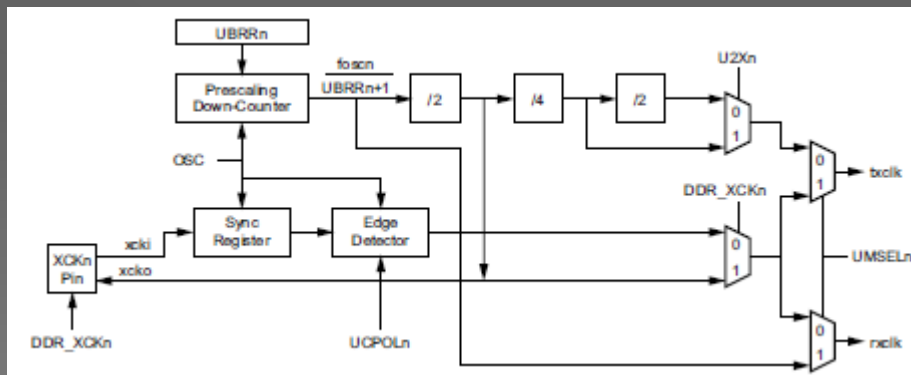 UBRRn
U2Xn
foscn
Prescaling
Down-Counter
UBRRn+1
/2
/4
/2
0
1
OSC
0
1
txclk
DDR_XCKn
Sync
Register
Edge
Detector
xcki
0
1
UMSELn
XCKn
Pin
xcko
0
1
rxclk
DDR_XCKn
UCPOLn